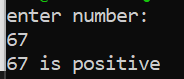 enter number:
67
67 is positive